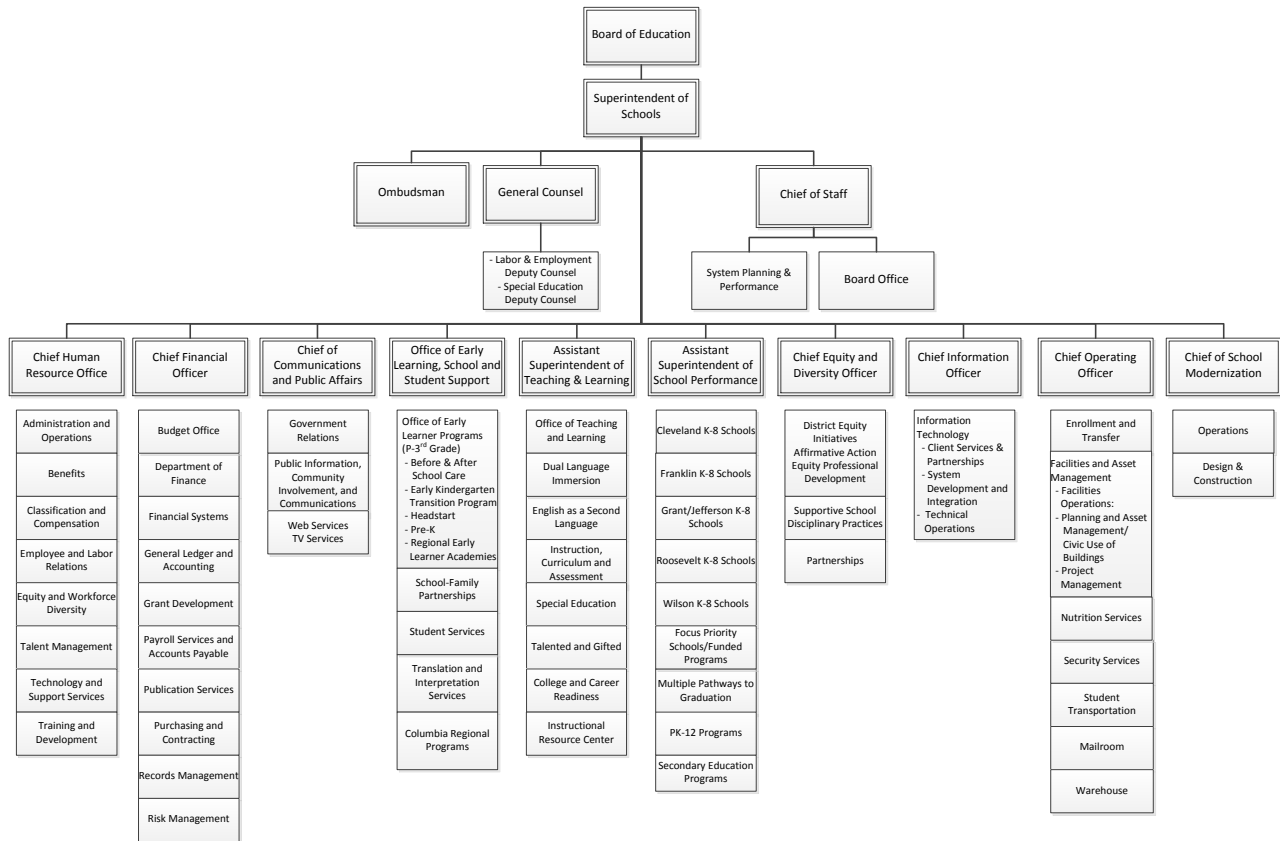 Board of Education
Superintendent of
Schools
Ombudsman
General Counsel
Chief of Staff
- Labor & Employment
Deputy Counsel
- Special Education
Deputy Counsel
System Planning &
Performance
Board Office
Chief Human
Resource Office
Chief Financial
Officer
Chief of
Communications
and Public Affairs
Office of Early
Learning, School and
Student Support
Assistant
Superintendent of
Teaching & Learning
Assistant
Superintendent of
School Performance
Chief Equity and
Diversity Officer
Chief Information
Officer
Chief Operating
Officer
Chief of School
Modernization
Administration and
Operations
Benefits
Classification and
Compensation
Employee and Labor
Relations
Equity and Workforce
Diversity
Talent Management
Technology and
Support Services
Training and
Development
Budget Office
Department of
Finance
Financial Systems
General Ledger and
Accounting
Grant Development
Payroll Services and
Accounts Payable
Publication Services
Purchasing and
Contracting
Records Management
Risk Management
Government
Relations
Public Information,
Community
Involvement, and
Communications
Web Services
TV Services
Office of Early
Learner Programs
(P-3rd Grade)
- Before & After
School Care
- Early Kindergarten
Transition Program
- Headstart
- Pre-K
- Regional Early
Learner Academies
School-Family
Partnerships
Student Services
Translation and
Interpretation
Services
Columbia Regional
Programs
Office of Teaching
and Learning
Dual Language
Immersion
English as a Second
Language
Instruction,
Curriculum and
Assessment
Special Education
Talented and Gifted
College and Career
Readiness
Instructional
Resource Center
Cleveland K-8 Schools
Franklin K-8 Schools
Grant/Jefferson K-8
Schools
Roosevelt K-8 Schools
Wilson K-8 Schools
Focus Priority
Schools/Funded
Programs
Multiple Pathways to
Graduation
PK-12 Programs
Secondary Education
Programs
District Equity
Initiatives
Affirmative Action
Equity Professional
Development
Supportive School
Disciplinary Practices
Partnerships
Information
Technology
- Client Services &
Partnerships
- System
Development and
Integration
- Technical
Operations
Enrollment and
Transfer
Facilities and Asset
Management
- Facilities
Operations:
- Planning and Asset
Management/
Civic Use of
Buildings
- Project
Management
Nutrition Services
Security Services
Student
Transportation
Mailroom
Warehouse
Operations
Design &
Construction